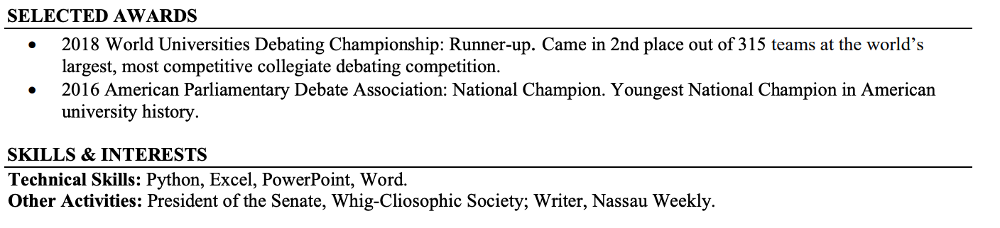 SELECTED AWARDS
• 2018 World Universities Debating Championship: Runner-up. Came in 2nd place out of 315 teams at the world’s
largest, most competitive collegiate debating competition.
• 2016 American Parliamentary Debate Association: National Champion. Youngest National Champion in American
university history.
SKILLS & INTERESTS
Technical Skills: Python, Excel, PowerPoint, Word.
Other Activities: President of the Senate, Whig-Cliosophic Society; Writer, Nassau Weekly.